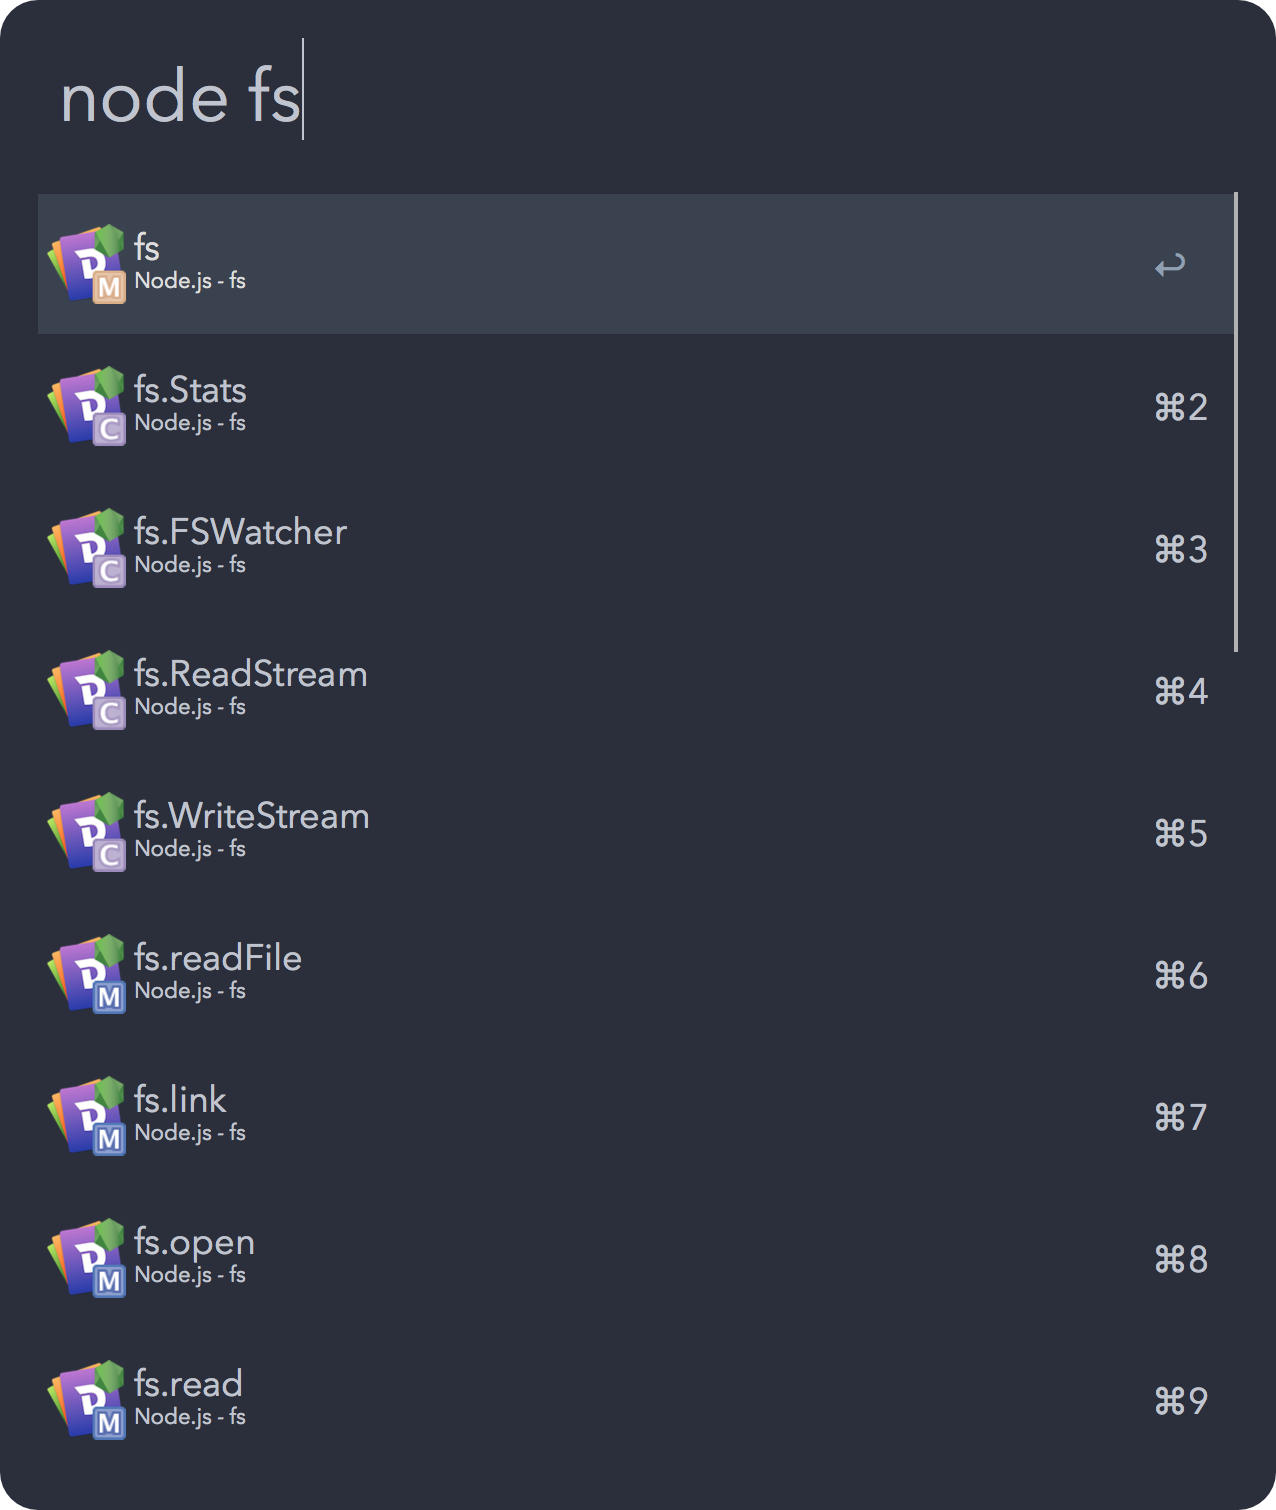 node fs
fs
Node.js - fs
M
↩
fs.Stats
Node.js - fs
C
⌘2
fs.FSWatcher
Node.js - fs
C
⌘3
fs.ReadStream
Node.js - fs
C
⌘4
fs.WriteStream
Node.js - fs
C
⌘5
fs.readFile
Node.js - fs
M
⌘6
fs.link
Node.js - fs
M
⌘7
fs.open
Node.js - fs
M
⌘8
fs.read
Node.js - fs
M
⌘9